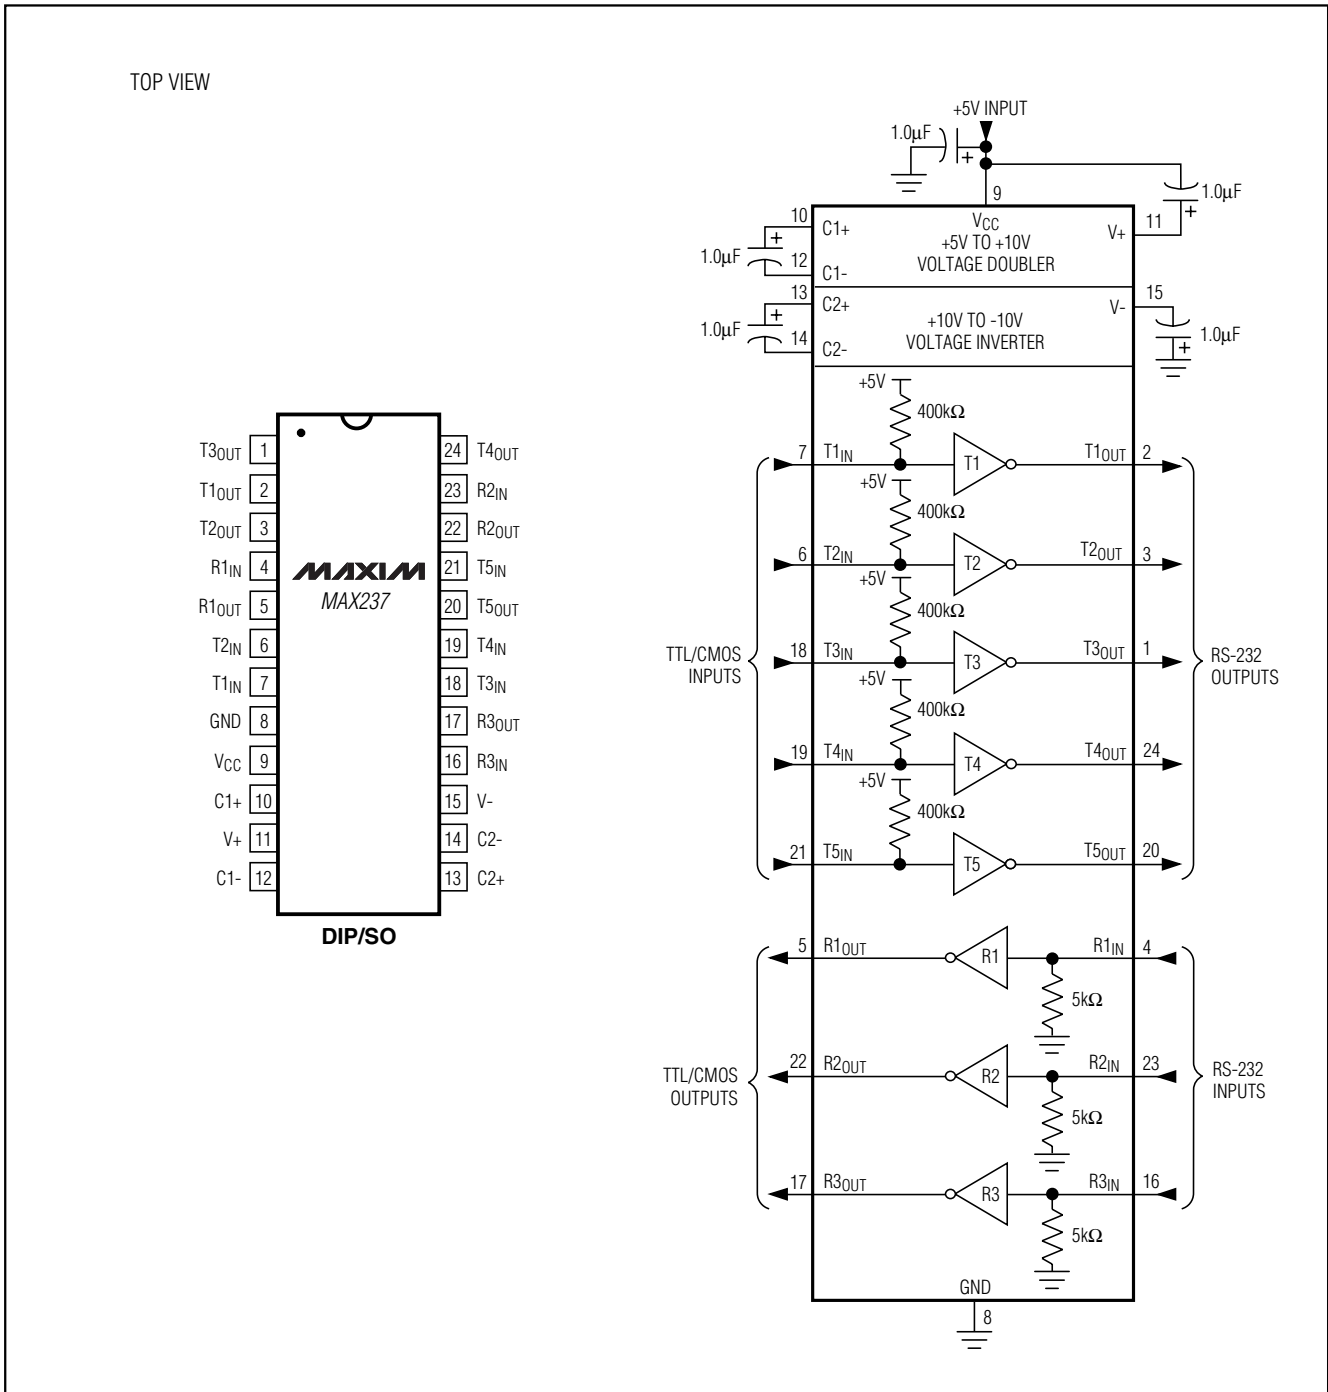 TOP VIEW
T3OUT 1
T1OUT 2
T2OUT 3
R1IN 4
R1OUT 5
T2IN 6
T1IN 7
GND 8
VCC 9
C1+ 10
V+ 11
C1- 12
24 T4OUT
23 R2IN
22 R2OUT
21 T5IN
20 T5OUT
19 T4IN
18 T3IN
17 R3OUT
16 R3IN
15 V-
14 C2-
13 C2+
MAXIM
MAX237
DIP/SO
+5V INPUT
1.0µF
+
9
1.0µF
+
10 C1+
1.0µF
+
12
C1-
VCC
+5V TO +10V
VOLTAGE DOUBLER
V+ 11
13
C2+
1.0µF
+
14
C2-
+10V TO -10V
VOLTAGE INVERTER
V- 15
1.0µF
+
+5V
400kΩ
7 T1IN T1 T1OUT 2
+5V
400kΩ
6 T2IN T2 T2OUT 3
+5V
400kΩ
18 T3IN T3 T3OUT 1
TTL/CMOS
INPUTS
RS-232
OUTPUTS
+5V
400kΩ
19 T4IN T4 T4OUT 24
+5V
400kΩ
21 T5IN T5 T5OUT 20
5 R1OUT R1 R1IN 4
5kΩ
22 R2OUT R2 R2IN 23
TTL/CMOS
OUTPUTS
RS-232
INPUTS
5kΩ
17 R3OUT R3 R3IN 16
5kΩ
GND
8